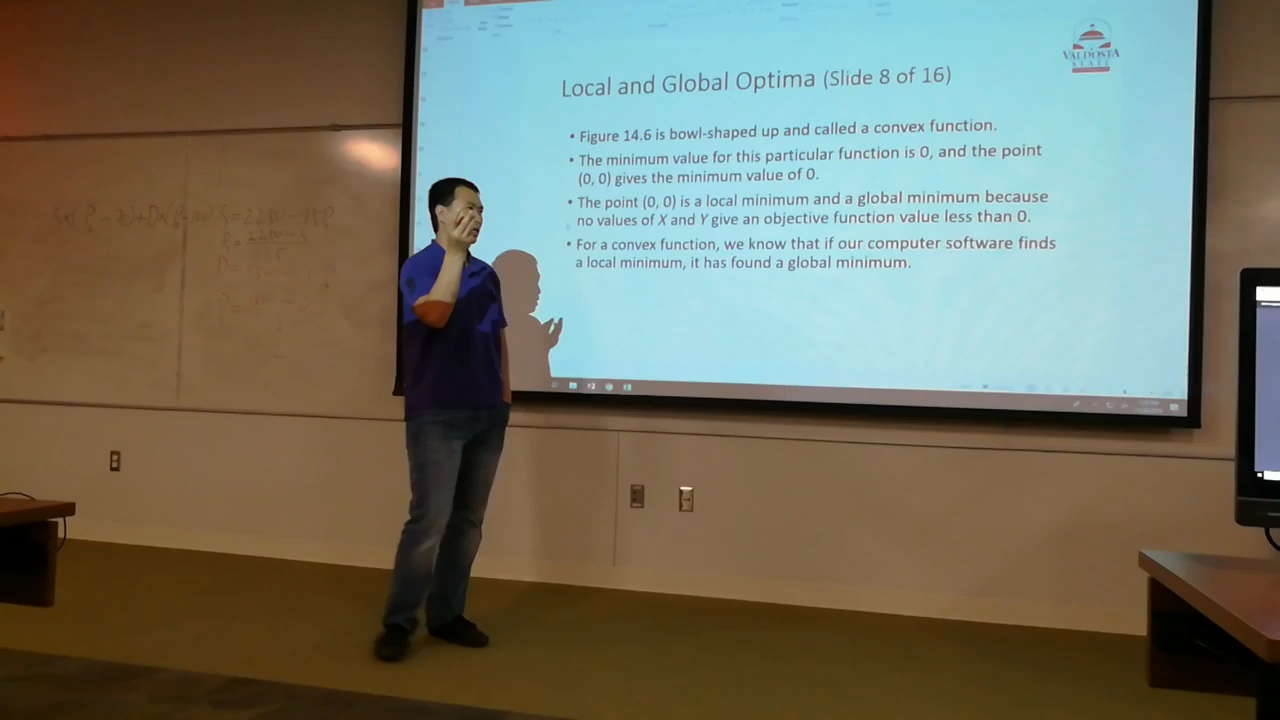 VALDOSTA
STATE
Local and Global Optima (Slide 8 of 16)
• Figure 14.6 is bowl-shaped up and called a convex function.
• The minimum value for this particular function is 0, and the point
(0, 0) gives the minimum value of 0.
• The point (0, 0) is a local minimum and a global minimum because
no values of X and Y give an objective function value less than 0.
• For a convex function, we know that if our computer software finds
a local minimum, it has found a global minimum.